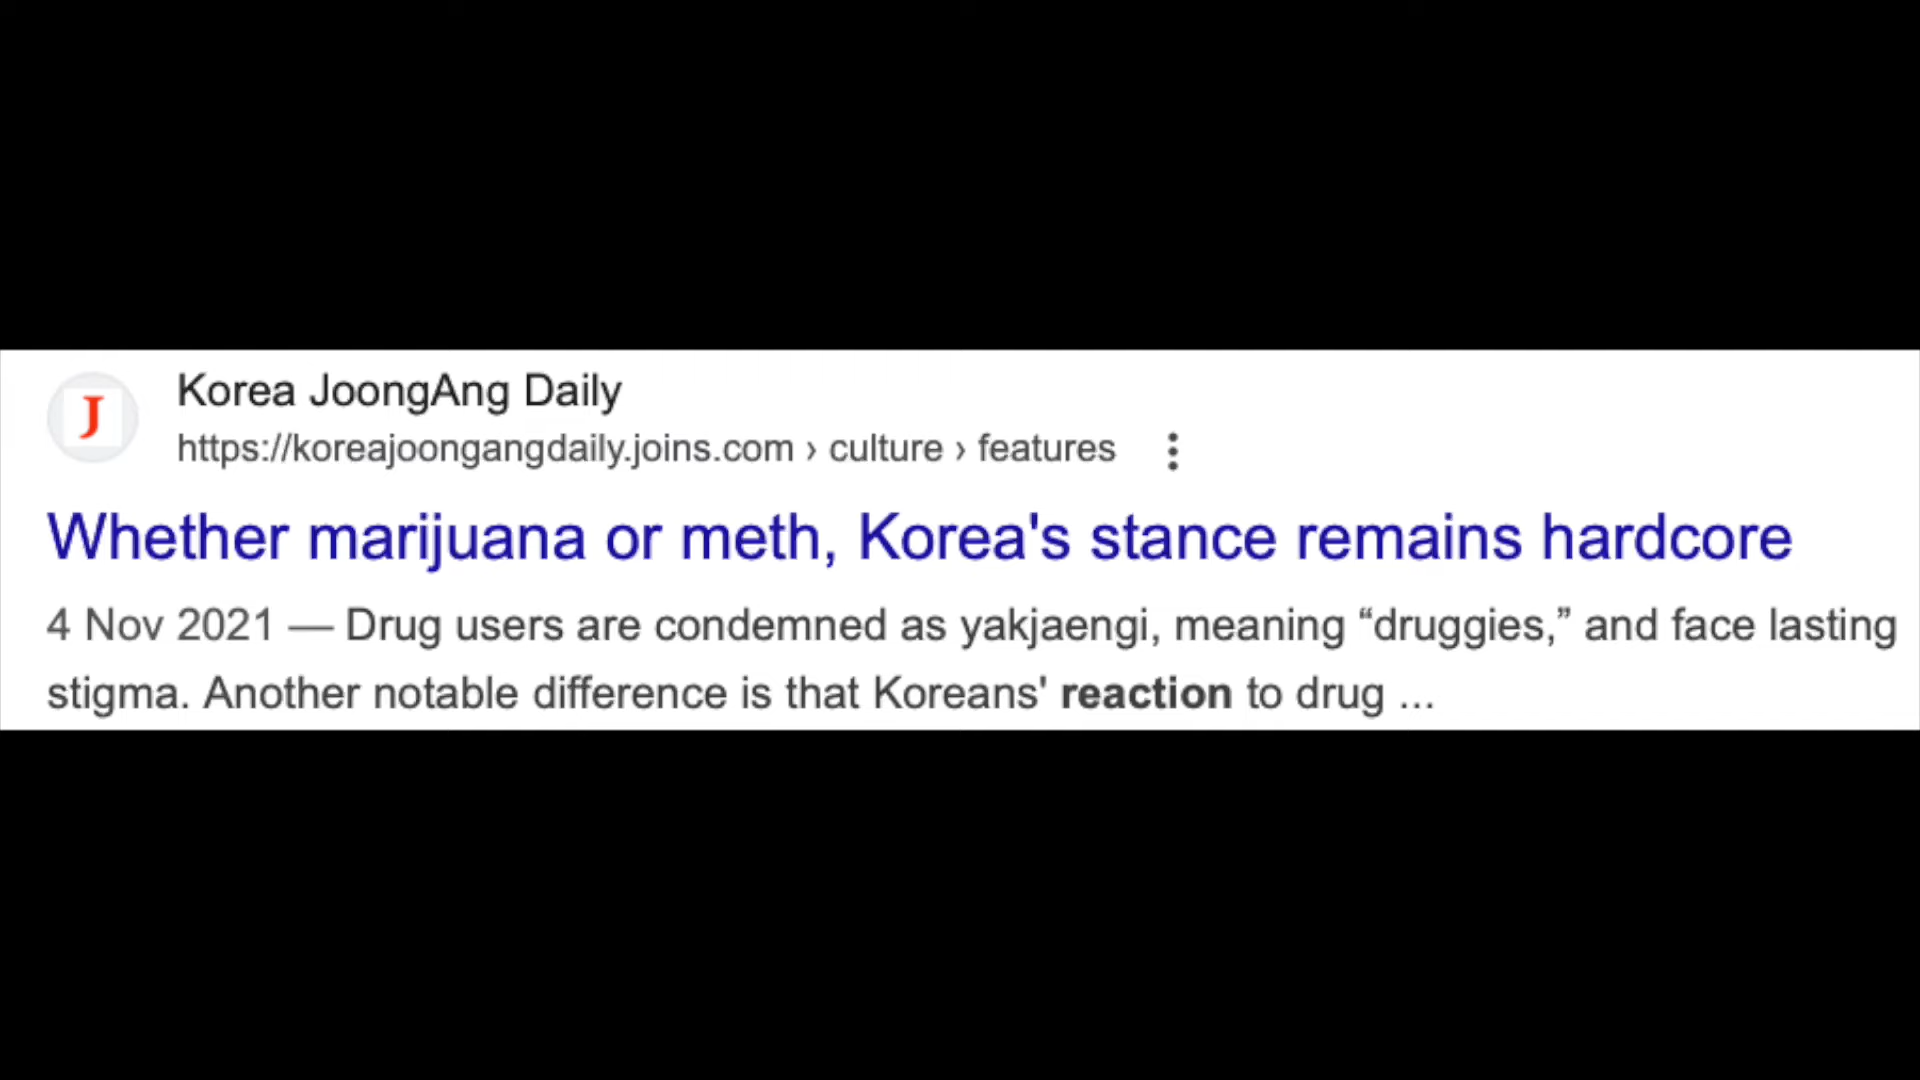 J
Korea JoongAng Daily
https://koreajoongangdaily.joins.com › culture › features
Whether marijuana or meth, Korea's stance remains hardcore
4 Nov 2021 — Drug users are condemned as yakjaengi, meaning “druggies,” and face lasting
stigma. Another notable difference is that Koreans' reaction to drug ...